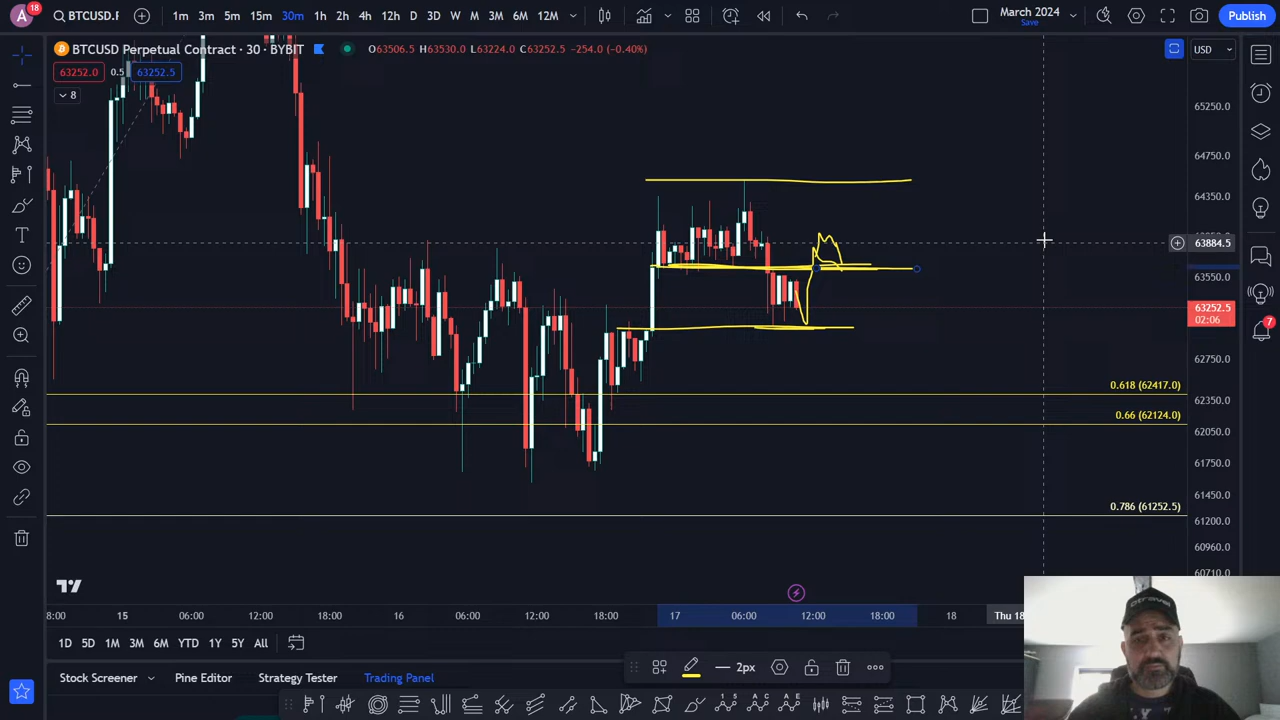 A 18 BTCUSD.F 1m 3m 5m 15m 30m 1h 2h 4h 12h D 3D W M 3M 6M 12M March 2024 Save Publish
BTCUSD Perpetual Contract · 30 · BYBIT O63506.5 H63530.0 L63224.0 C63252.5 -254.0 (-0.40%) USD
63252.0 0.5 63252.5
8
65250.0
64750.0
64350.0
63884.5
63550.0
63252.5
02:06
62750.0
0.618 (62417.0)
62350.0
0.66 (62124.0)
62050.0
61750.0
61450.0
0.786 (61252.5)
61200.0
60960.0
60710.0
7
8:00 15 06:00 12:00 18:00 16 06:00 12:00 18:00 17 06:00 12:00 18:00 18 Thu 18
1D 5D 1M 3M 6M YTD 1Y 5Y All
2px
Stock Screener Pine Editor Strategy Tester Trading Panel